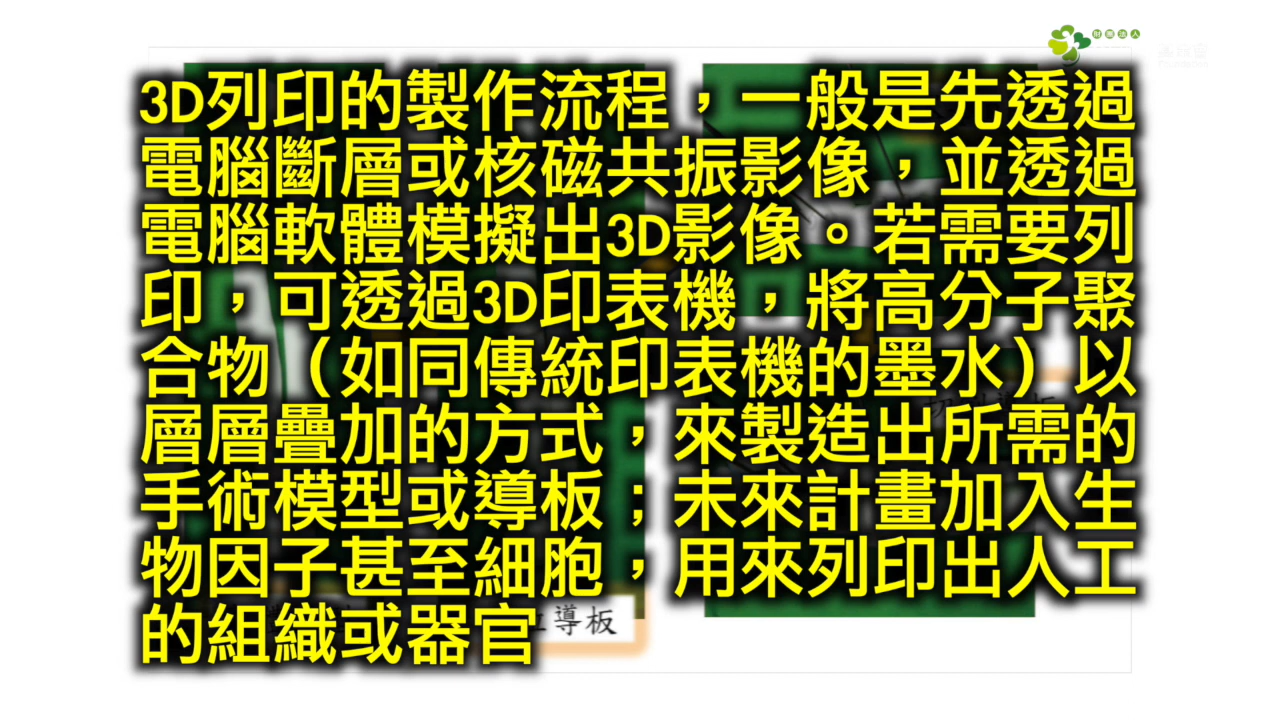 財團法人
3D列印的製作流程，一般是先透過
電腦斷層或核磁共振影像，並透過
電腦軟體模擬出3D影像。若需要列
印，可透過3D印表機，將高分子聚
合物（如同傳統印表機的墨水）以
層層疊加的方式，來製造出所需的
手術模型或導板；未來計畫加入生
物因子甚至細胞，用來列印出人工
的組織或器官
導板